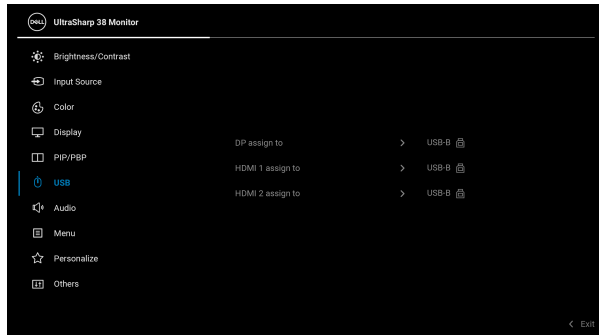 DELL UltraSharp 38 Monitor
Brightness/Contrast
Input Source
Color
Display
DP assign to > USB-B
PIP/PBP
HDMI 1 assign to > USB-B
USB
HDMI 2 assign to > USB-B
Audio
Menu
Personalize
Others
< Exit